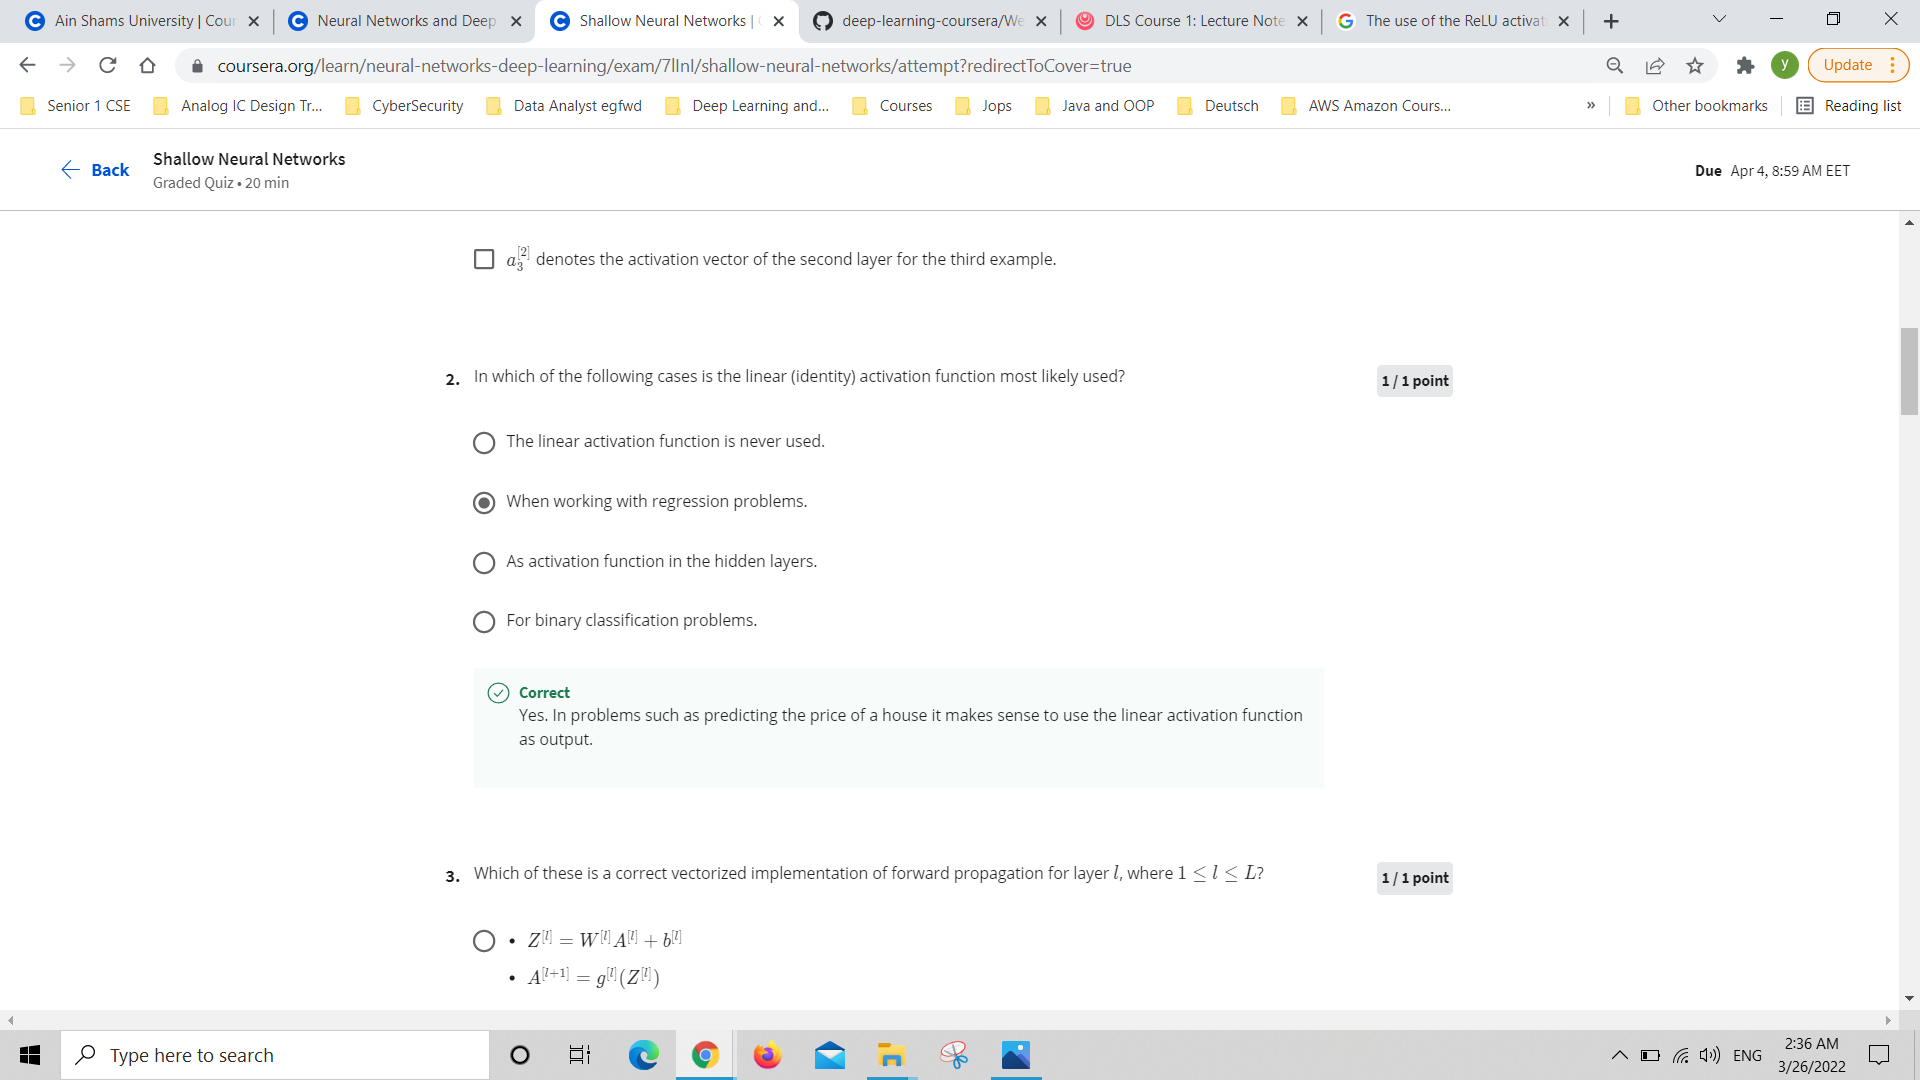 Ain Shams University | Cour
Neural Networks and Deep
Shallow Neural Networks |
deep-learning-coursera/We
DLS Course 1: Lecture Note
The use of the ReLU activat
coursera.org/learn/neural-networks-deep-learning/exam/7lInI/shallow-neural-networks/attempt?redirectToCover=true
y
Update
Senior 1 CSE
Analog IC Design Tr...
CyberSecurity
Data Analyst egfwd
Deep Learning and...
Courses
Jops
Java and OOP
Deutsch
AWS Amazon Cours...
»
Other bookmarks
Reading list
Back
Shallow Neural Networks
Graded Quiz • 20 min
Due Apr 4, 8:59 AM EET
a_3^{[2]} denotes the activation vector of the second layer for the third example.
2. In which of the following cases is the linear (identity) activation function most likely used?
1 / 1 point
The linear activation function is never used.
When working with regression problems.
As activation function in the hidden layers.
For binary classification problems.
Correct
Yes. In problems such as predicting the price of a house it makes sense to use the linear activation function
as output.
3. Which of these is a correct vectorized implementation of forward propagation for layer l, where 1 ≤ l ≤ L?
1 / 1 point
• Z^{[l]} = W^{[l]} A^{[l]} + b^{[l]}
• A^{[l+1]} = g^{[l]}(Z^{[l]})
Type here to search
ENG
2:36 AM
3/26/2022